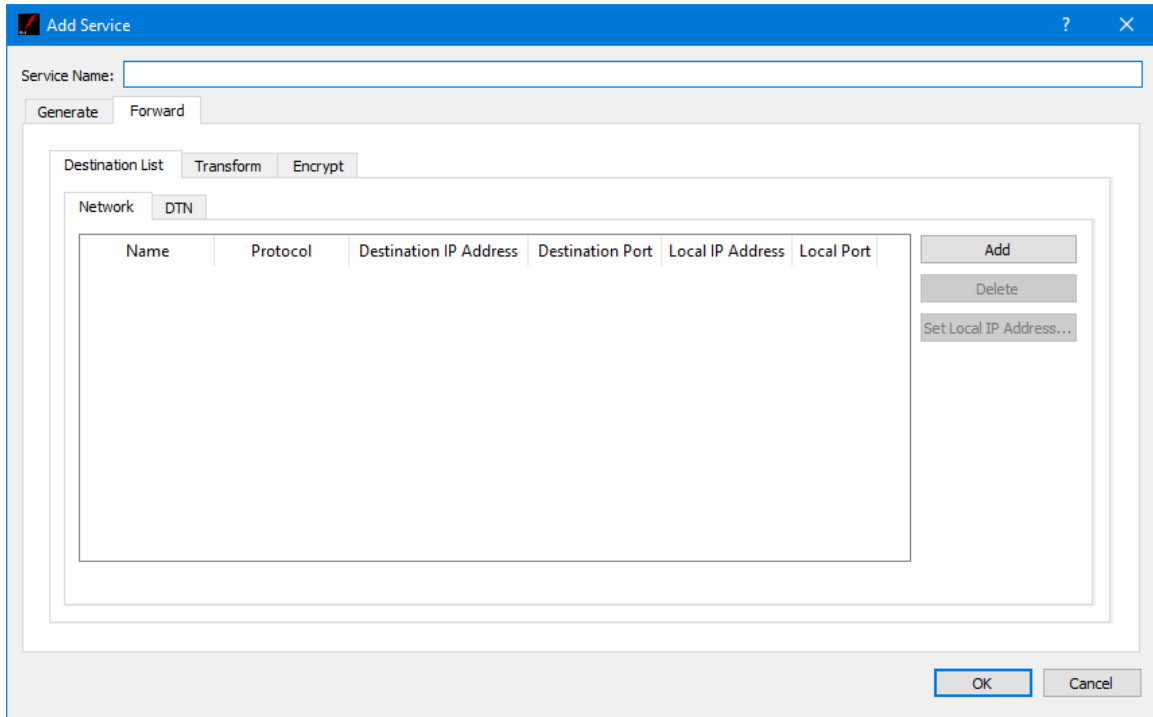 Add Service
Service Name:
Generate Forward
Destination List Transform Encrypt
Network DTN
Name Protocol Destination IP Address Destination Port Local IP Address Local Port
Add
Delete
Set Local IP Address...
OK Cancel